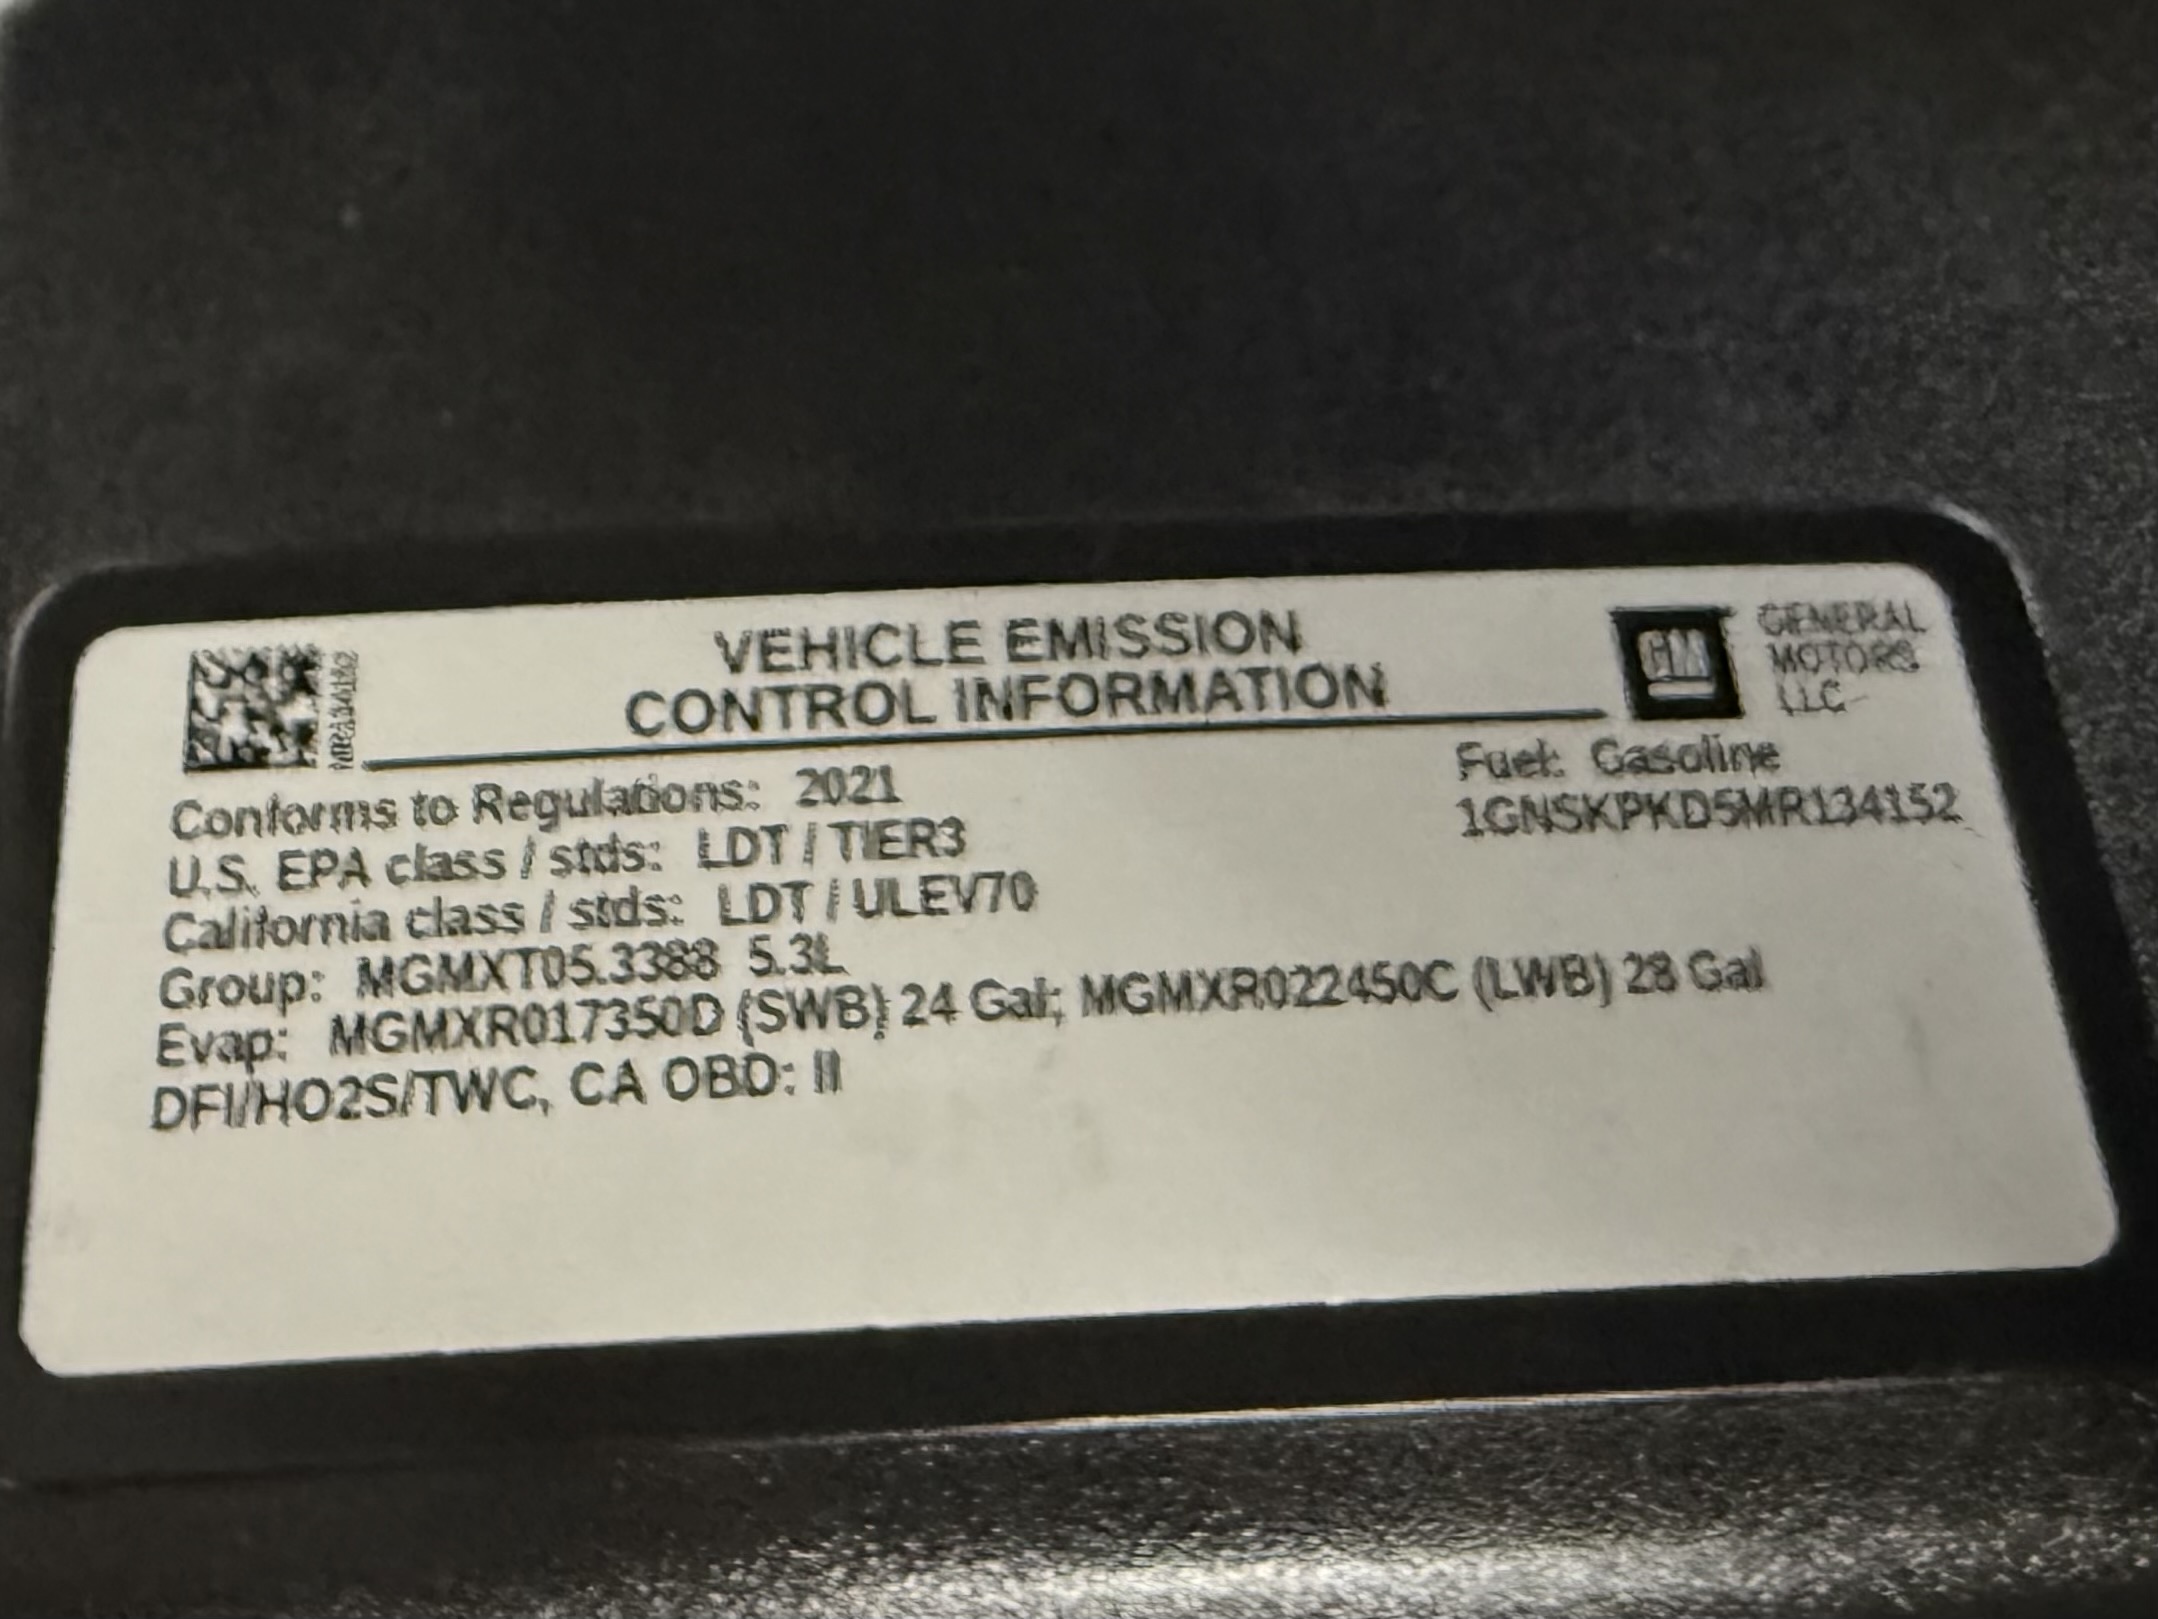 VEHICLE EMISSION
CONTROL INFORMATION
GM
GENERAL
MOTORS
LLC
Fuel: Gasoline
1GNSKPKD5MR134152
Conforms to Regulations: 2021
U.S. EPA class / stds: LDT / TIER3
California class / stds: LDT / ULEV70
Group: MGMXT05.3388 5.3L
Evap: MGMXR017350D (SWB) 24 Gal; MGMXR022450C (LWB) 28 Gal
DFI/HO2S/TWC, CA OBD: II